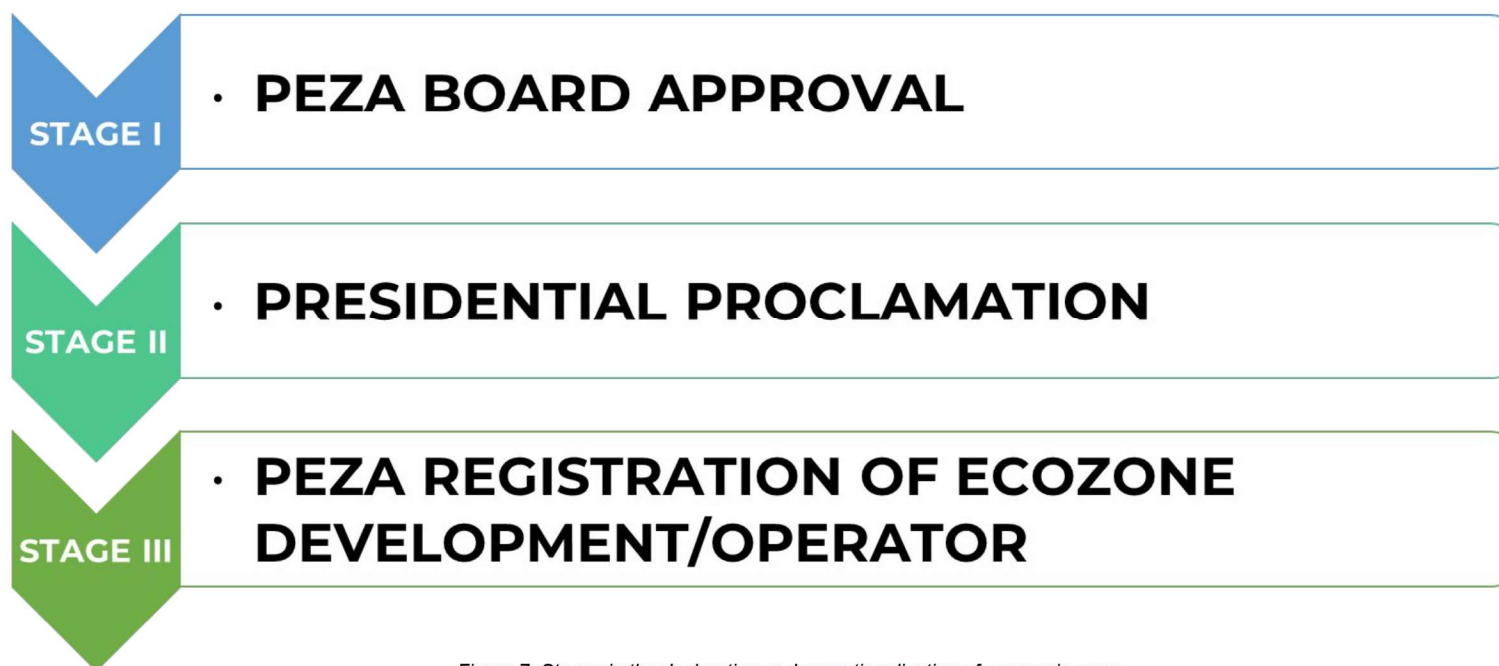 STAGE I
• PEZA BOARD APPROVAL
STAGE II
• PRESIDENTIAL PROCLAMATION
STAGE III
• PEZA REGISTRATION OF ECOZONE
DEVELOPMENT/OPERATOR